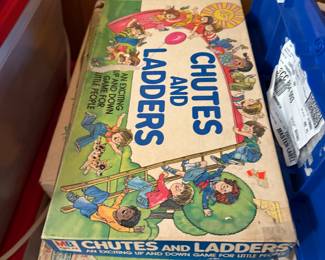 CHUTES
AND
LADDERS
AN EXCITING
UP AND DOWN
GAME FOR
LITTLE PEOPLE
MB
CHUTES AND LADDERS
AN EXCITING UP AND DOWN GAME FOR LITTLE PEOPLE